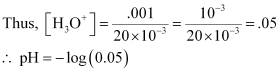 Thus, [H₃O⁺] = .001 / 20 × 10⁻³ = 10⁻³ / 20 × 10⁻³ = .05
∴ pH = −log(0.05)